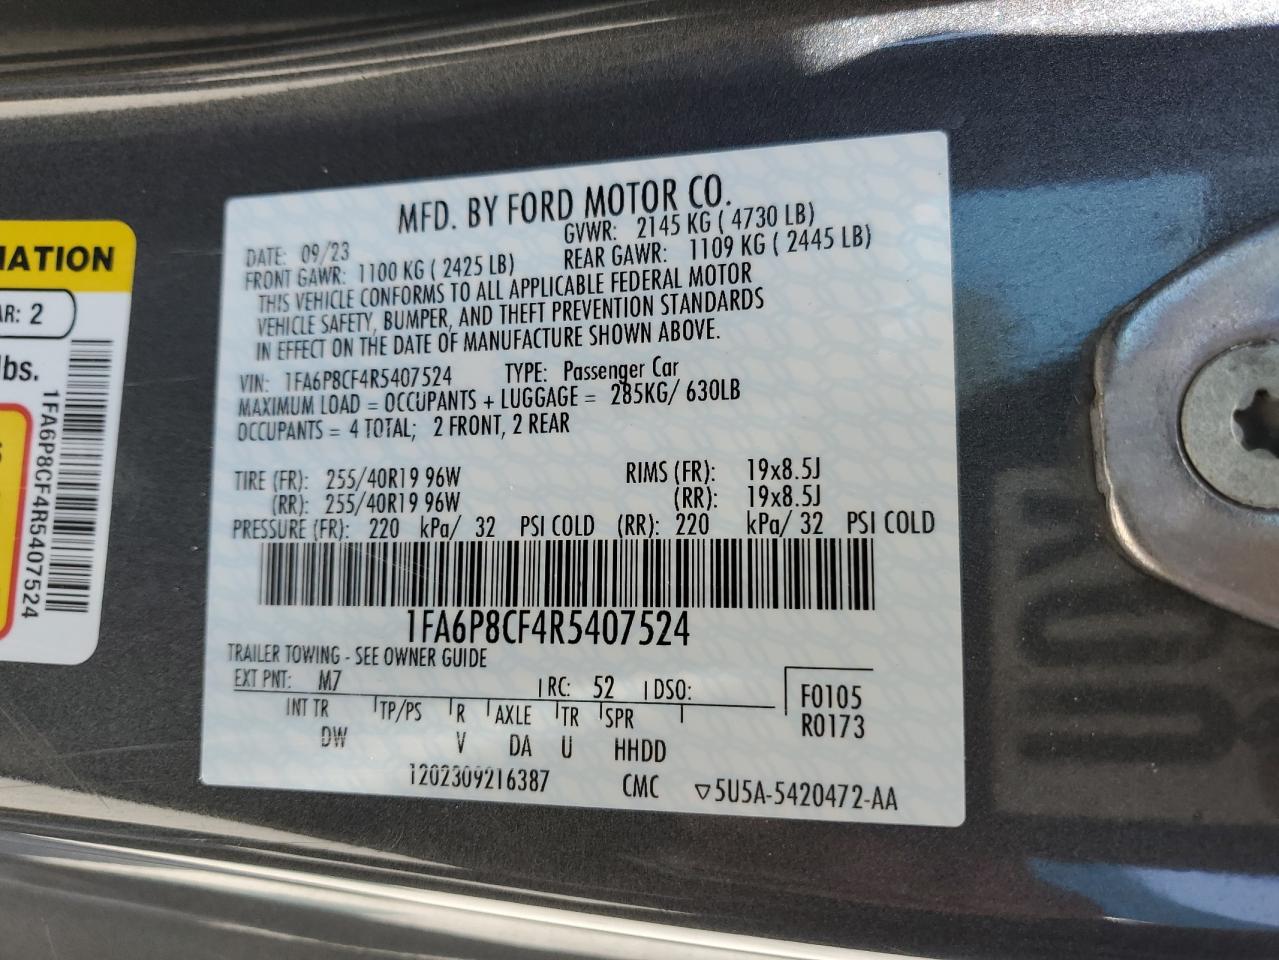 MFD. BY FORD MOTOR CO.
DATE: 09/23 GVWR: 2145 KG ( 4730 LB)
FRONT GAWR: 1100 KG ( 2425 LB) REAR GAWR: 1109 KG ( 2445 LB)
THIS VEHICLE CONFORMS TO ALL APPLICABLE FEDERAL MOTOR
VEHICLE SAFETY, BUMPER, AND THEFT PREVENTION STANDARDS
IN EFFECT ON THE DATE OF MANUFACTURE SHOWN ABOVE.
VIN: 1FA6P8CF4R5407524 TYPE: Passenger Car
MAXIMUM LOAD = OCCUPANTS + LUGGAGE = 285KG/ 630LB
OCCUPANTS = 4 TOTAL; 2 FRONT, 2 REAR
TIRE (FR): 255/40R19 96W RIMS (FR): 19x8.5J
(RR): 255/40R19 96W (RR): 19x8.5J
PRESSURE (FR): 220 kPa/ 32 PSI COLD (RR): 220 kPa/ 32 PSI COLD
1FA6P8CF4R5407524
TRAILER TOWING - SEE OWNER GUIDE
EXT PNT: M7 RC: 52 DSO:
F0105
R0173
INT TR TP/PS R AXLE TR SPR
DW V DA U HHDD
1202309216387 CMC ▽5U5A-5420472-AA
MATION
AR: 2
lbs.
1FA6P8CF4R5407524